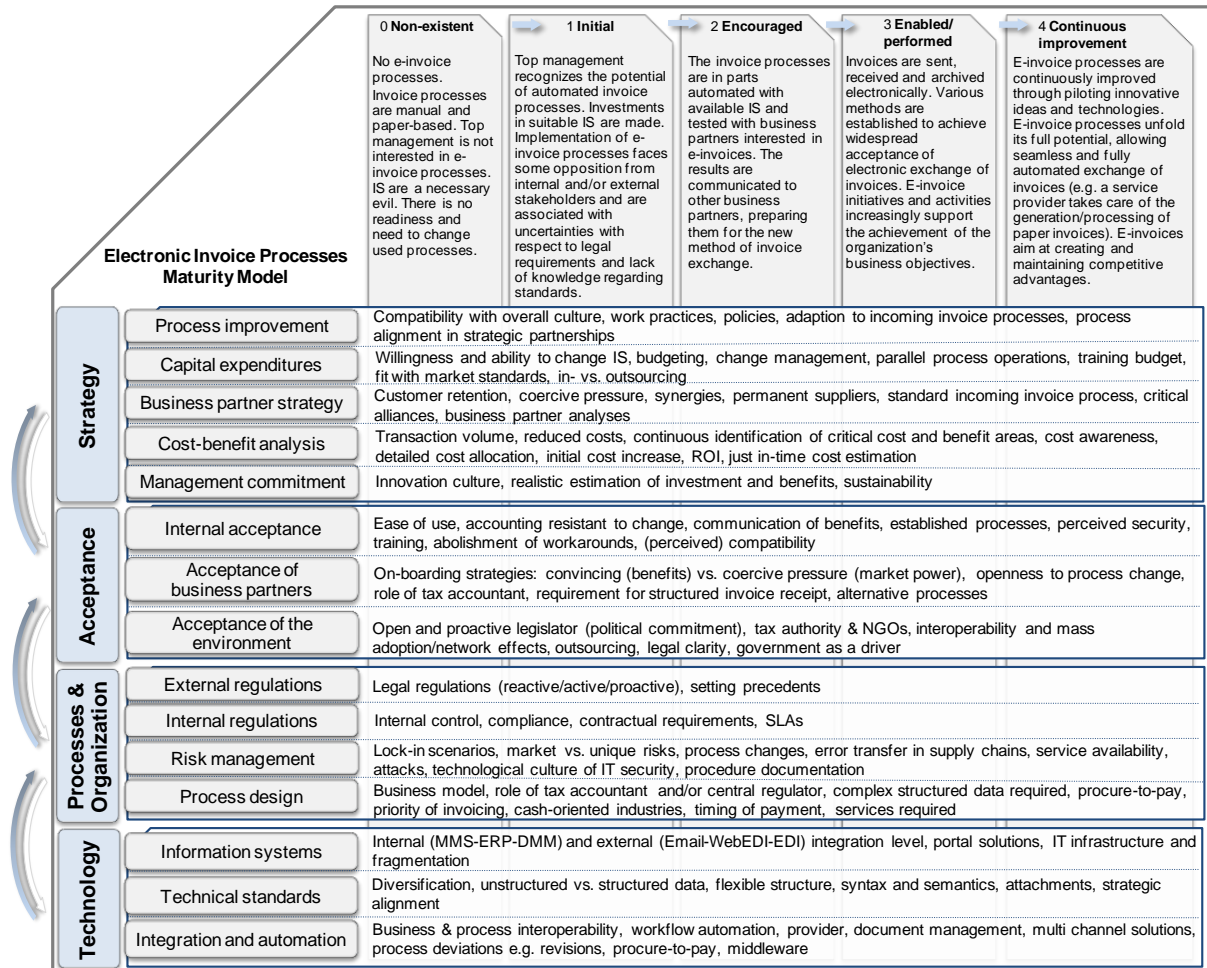 0 Non-existent
No e-invoice
processes.
Invoice processes
are manual and
paper-based. Top
management is not
interested in e-
invoice processes.
IS are a necessary
evil. There is no
readiness and
need to change
used processes.
1 Initial
Top management
recognizes the potential
of automated invoice
processes. Investments
in suitable IS are made.
Implementation of e-
invoice processes faces
some opposition from
internal and/or external
stakeholders and are
associated with
uncertainties with
respect to legal
requirements and lack
of knowledge regarding
standards.
2 Encouraged
The invoice processes
are in parts
automated with
available IS and
tested with business
partners interested in
e-invoices. The
results are
communicated to
other business
partners, preparing
them for the new
method of invoice
exchange.
3 Enabled/
performed
Invoices are sent,
received and archived
electronically. Various
methods are
established to achieve
widespread
acceptance of
electronic exchange of
invoices. E-invoice
initiatives and activities
increasingly support
the achievement of the
organization's
business objectives.
4 Continuous
improvement
E-invoice processes are
continuously improved
through piloting innovative
ideas and technologies.
E-invoice processes unfold
its full potential, allowing
seamless and fully
automated exchange of
invoices (e.g. a service
provider takes care of the
generation/processing of
paper invoices). E-invoices
aim at creating and
maintaining competitive
advantages.
Electronic Invoice Processes
Maturity Model
Strategy
Process improvement
Compatibility with overall culture, work practices, policies, adaption to incoming invoice processes, process
alignment in strategic partnerships
Capital expenditures
Willingness and ability to change IS, budgeting, change management, parallel process operations, training budget,
fit with market standards, in- vs. outsourcing
Business partner strategy
Customer retention, coercive pressure, synergies, permanent suppliers, standard incoming invoice process, critical
alliances, business partner analyses
Cost-benefit analysis
Transaction volume, reduced costs, continuous identification of critical cost and benefit areas, cost awareness,
detailed cost allocation, initial cost increase, ROI, just in-time cost estimation
Management commitment
Innovation culture, realistic estimation of investment and benefits, sustainability
Acceptance
Internal acceptance
Ease of use, accounting resistant to change, communication of benefits, established processes, perceived security,
training, abolishment of workarounds, (perceived) compatibility
Acceptance of
business partners
On-boarding strategies: convincing (benefits) vs. coercive pressure (market power), openness to process change,
role of tax accountant, requirement for structured invoice receipt, alternative processes
Acceptance of the
environment
Open and proactive legislator (political commitment), tax authority & NGOs, interoperability and mass
adoption/network effects, outsourcing, legal clarity, government as a driver
Processes &
Organization
External regulations
Legal regulations (reactive/active/proactive), setting precedents
Internal regulations
Internal control, compliance, contractual requirements, SLAs
Risk management
Lock-in scenarios, market vs. unique risks, process changes, error transfer in supply chains, service availability,
attacks, technological culture of IT security, procedure documentation
Process design
Business model, role of tax accountant and/or central regulator, complex structured data required, procure-to-pay,
priority of invoicing, cash-oriented industries, timing of payment, services required
Technology
Information systems
Internal (MMS-ERP-DMM) and external (Email-WebEDI-EDI) integration level, portal solutions, IT infrastructure and
fragmentation
Technical standards
Diversification, unstructured vs. structured data, flexible structure, syntax and semantics, attachments, strategic
alignment
Integration and automation
Business & process interoperability, workflow automation, provider, document management, multi channel solutions,
process deviations e.g. revisions, procure-to-pay, middleware